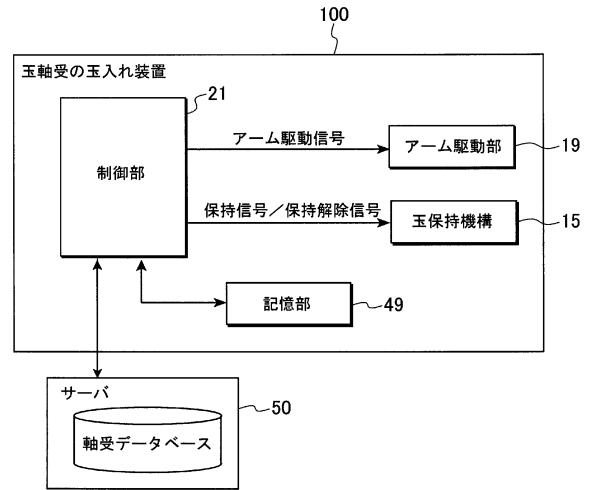 100
玉軸受の玉入れ装置
21
制御部
アーム駆動信号
アーム駆動部
19
保持信号/保持解除信号
玉保持機構
15
記憶部
49
サーバ
50
軸受データベース